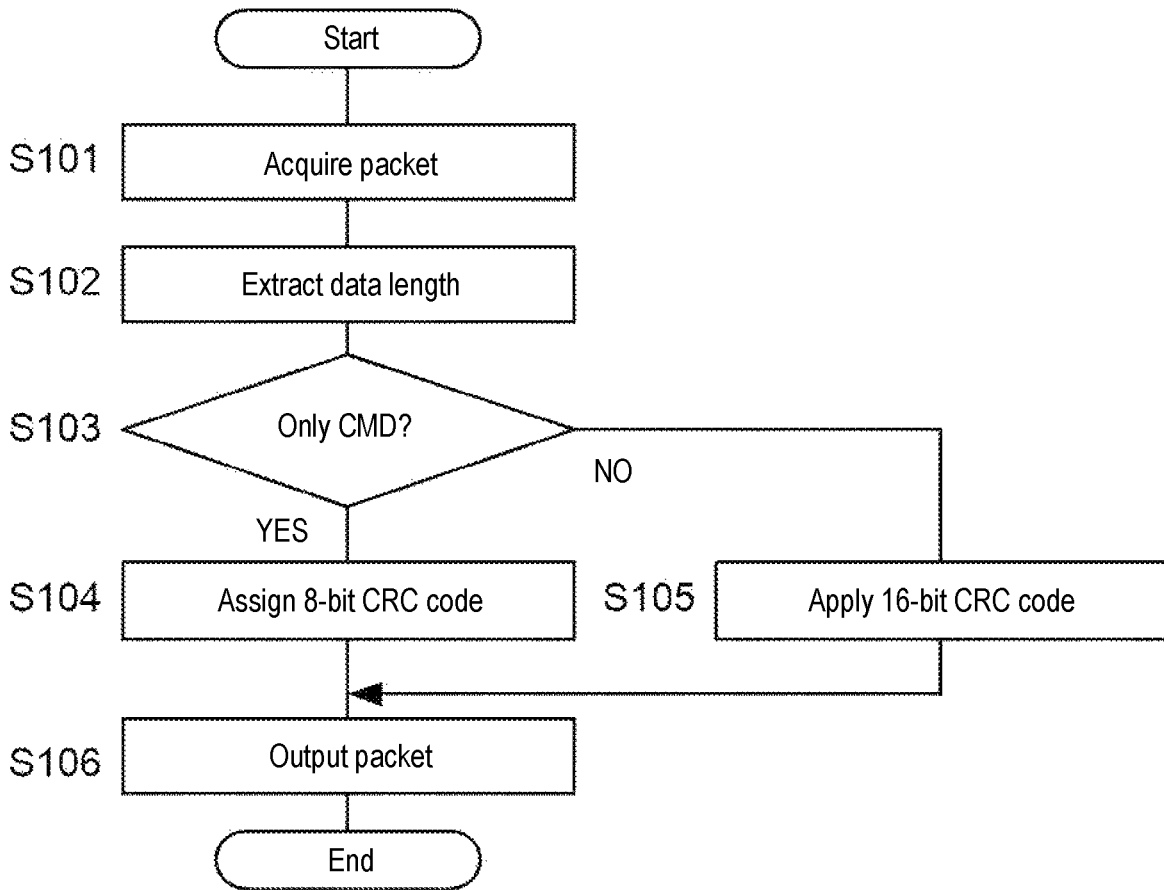 Start
S101
Acquire packet
S102
Extract data length
S103
Only CMD?
NO
YES
S104
Assign 8-bit CRC code
S105
Apply 16-bit CRC code
S106
Output packet
End